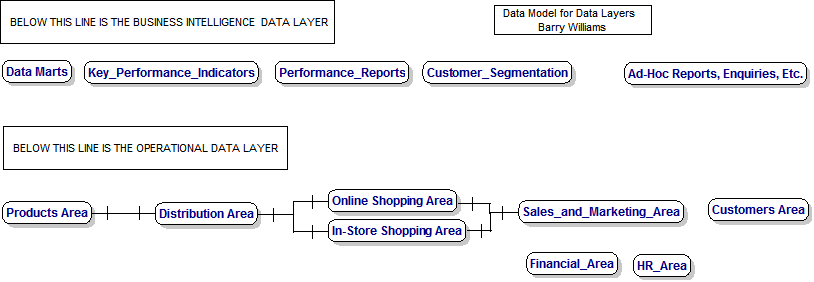 BELOW THIS LINE IS THE BUSINESS INTELLIGENCE DATA LAYER
Data Model for Data Layers
Barry Williams
Data Marts
Key_Performance_Indicators
Performance_Reports
Customer_Segmentation
Ad-Hoc Reports, Enquiries, Etc.
BELOW THIS LINE IS THE OPERATIONAL DATA LAYER
Products Area
Distribution Area
Online Shopping Area
In-Store Shopping Area
Sales_and_Marketing_Area
Customers Area
Financial_Area
HR_Area